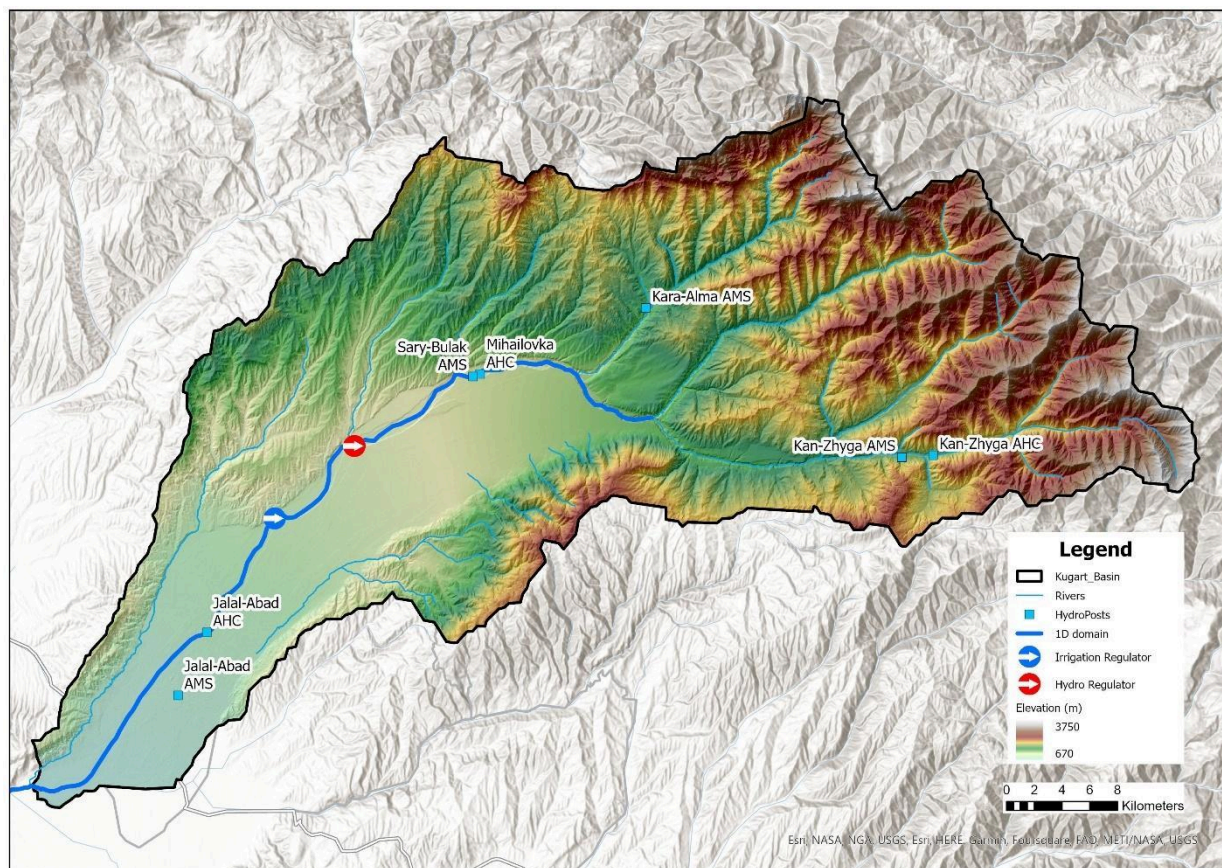 Kara-Alma AMS
Sary-Bulak
AMS
Mihailovka
AHC
Kan-Zhyga AMS
Kan-Zhyga AHC
Jalal-Abad
AHC
Jalal-Abad
AMS
Legend
Kugart_Basin
Rivers
HydroPosts
1D domain
Irrigation Regulator
Hydro Regulator
Elevation (m)
3750
670
0 2 4 6 8
Kilometers
Esri, NASA, NGA, USGS, Esri, HERE, Garmin, Foursquare, FAO, METI/NASA, USGS